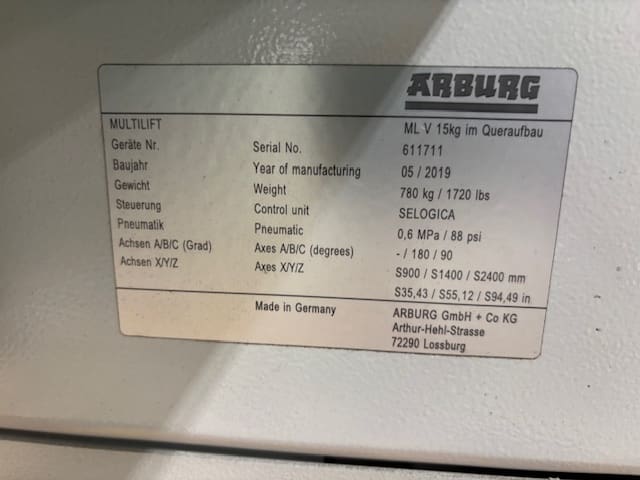 ARBURG
MULTILIFT ML V 15kg im Queraufbau
Geräte Nr. Serial No. 611711
Baujahr Year of manufacturing 05 / 2019
Gewicht Weight 780 kg / 1720 lbs
Steuerung Control unit SELOGICA
Pneumatik Pneumatic 0,6 MPa / 88 psi
Achsen A/B/C (Grad) Axes A/B/C (degrees) - / 180 / 90
Achsen X/Y/Z Axes X/Y/Z S900 / S1400 / S2400 mm
S35,43 / S55,12 / S94,49 in
Made in Germany ARBURG GmbH + Co KG
Arthur-Hehl-Strasse
72290 Lossburg